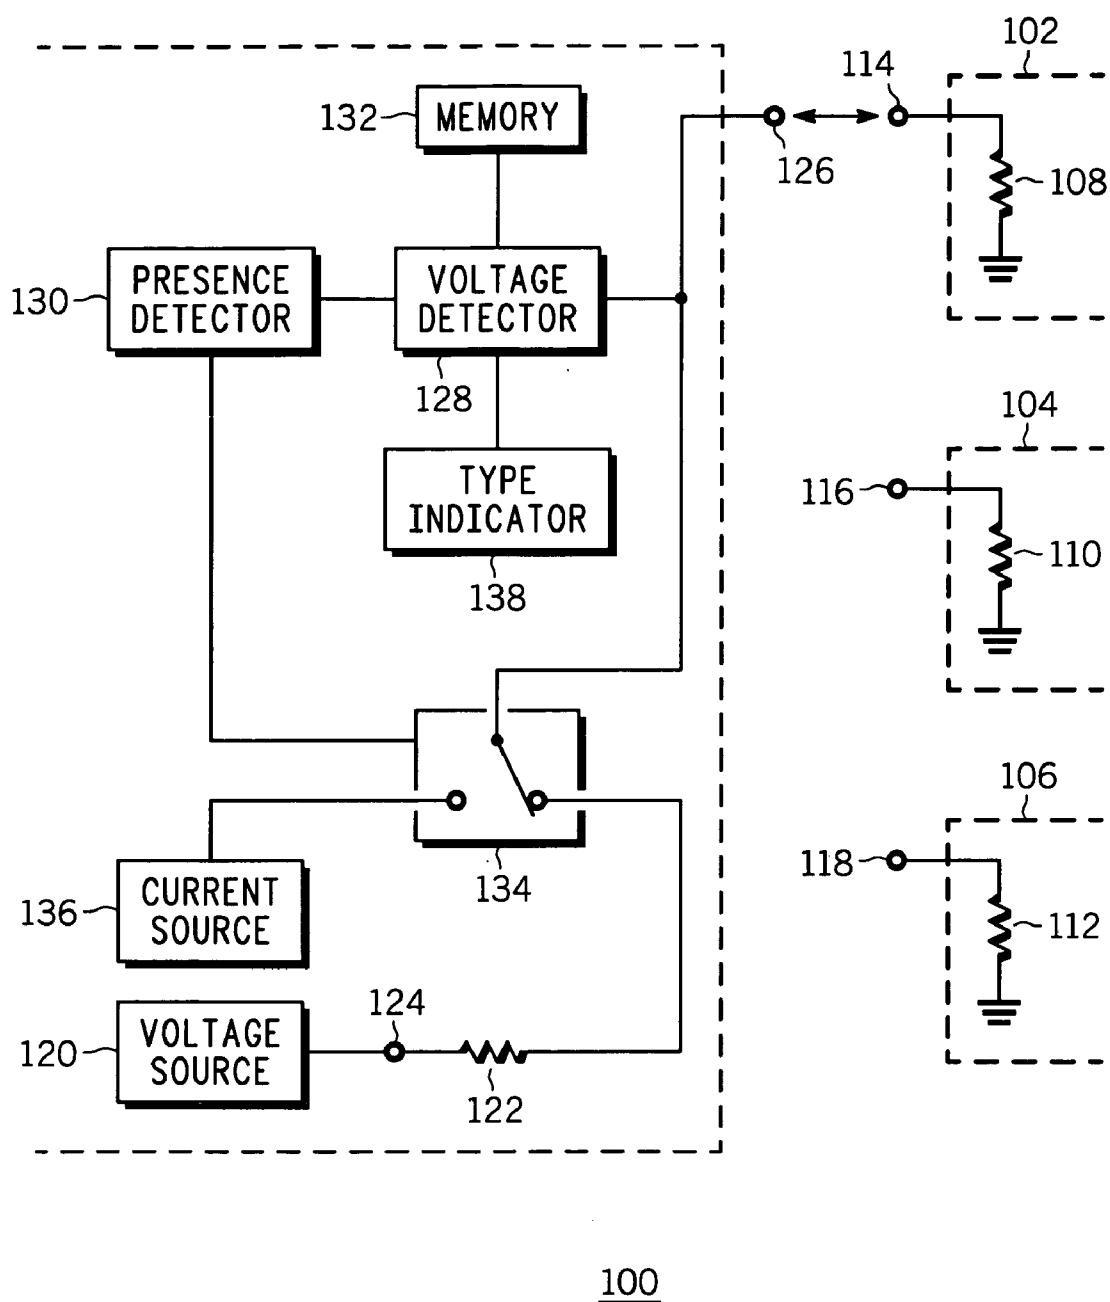 102
114
132
MEMORY
126
108
PRESENCE
DETECTOR
130
VOLTAGE
DETECTOR
128
104
TYPE
INDICATOR
116
110
138
106
134
118
112
CURRENT
SOURCE
136
124
VOLTAGE
SOURCE
120
122
100